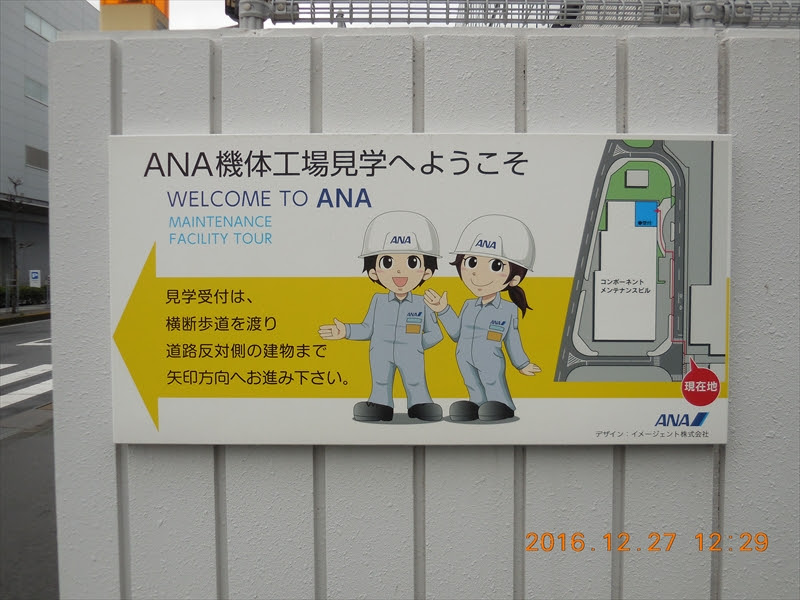 ANA機体工場見学へようこそ
WELCOME TO ANA
MAINTENANCE
FACILITY TOUR
見学受付は、
横断歩道を渡り
道路反対側の建物まで
矢印方向へお進み下さい。
ANA
ANA
ANA
コンポーネント
メンテナンスビル
現在地
ANA
デザイン：イメージェント株式会社
2016.12.27 12:29